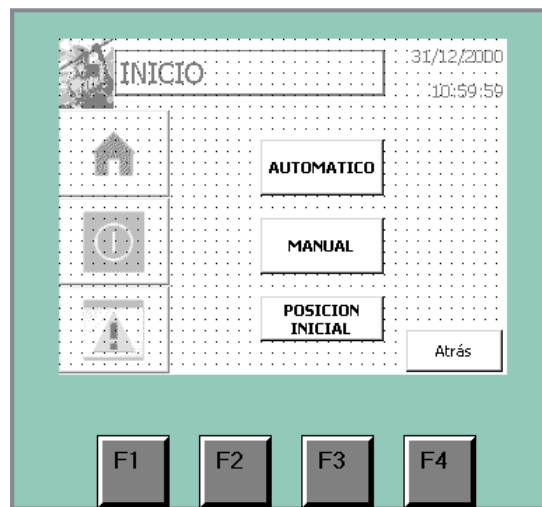 INICIO
31/12/2000
10:59:59
AUTOMATICO
MANUAL
POSICION
INICIAL
Atrás
F1
F2
F3
F4